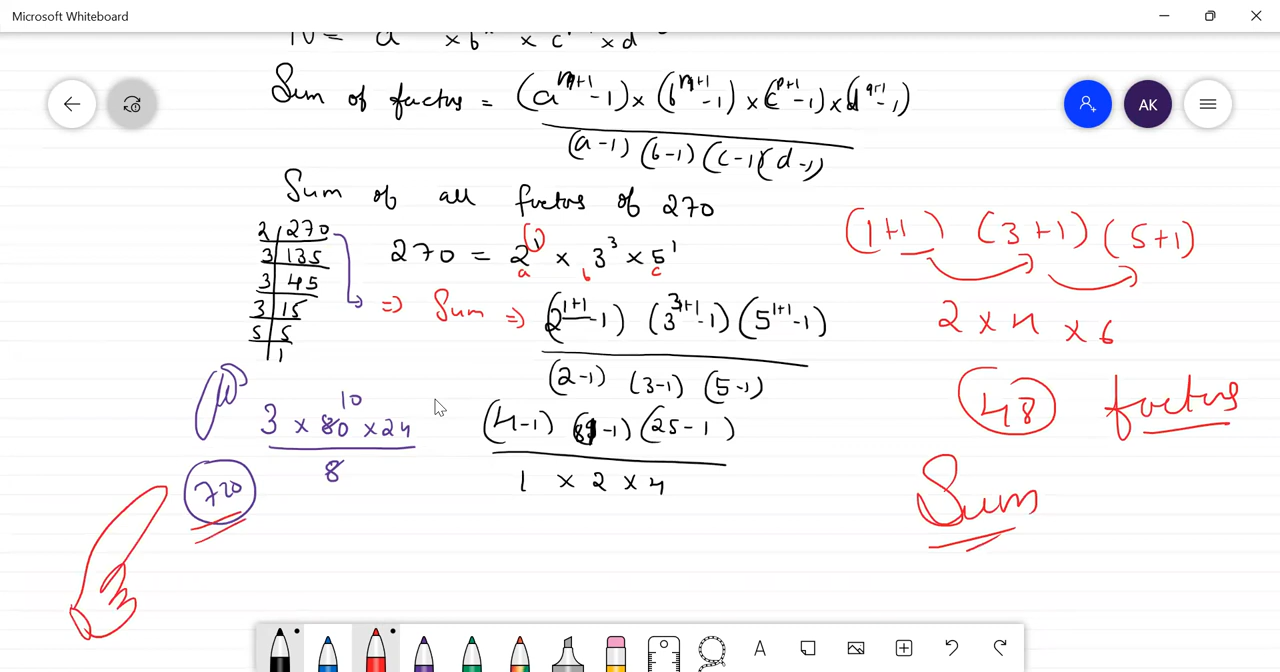 Microsoft Whiteboard
N = a × b × c × d
AK
Sum of factors = (a^(m+1) - 1) × (b^(n+1) - 1) × (c^(p+1) - 1) × (d^(q+1) - 1)
(a-1) (b-1) (c-1) (d-1)
Sum of all factors of 270
2 | 270
3 | 135
3 | 45
3 | 15
5 | 5
1
270 = 2^1 × 3^3 × 5^1
a b c
⇒ Sum ⇒ (2^(1+1) - 1) (3^(3+1) - 1) (5^(1+1) - 1)
(2-1) (3-1) (5-1)
(4-1) (81-1) (25-1)
1 × 2 × 4
10
3 × 80 × 24
8
720
(1+1) (3+1) (5+1)
2 × 4 × 6
48 factors
Sum
A